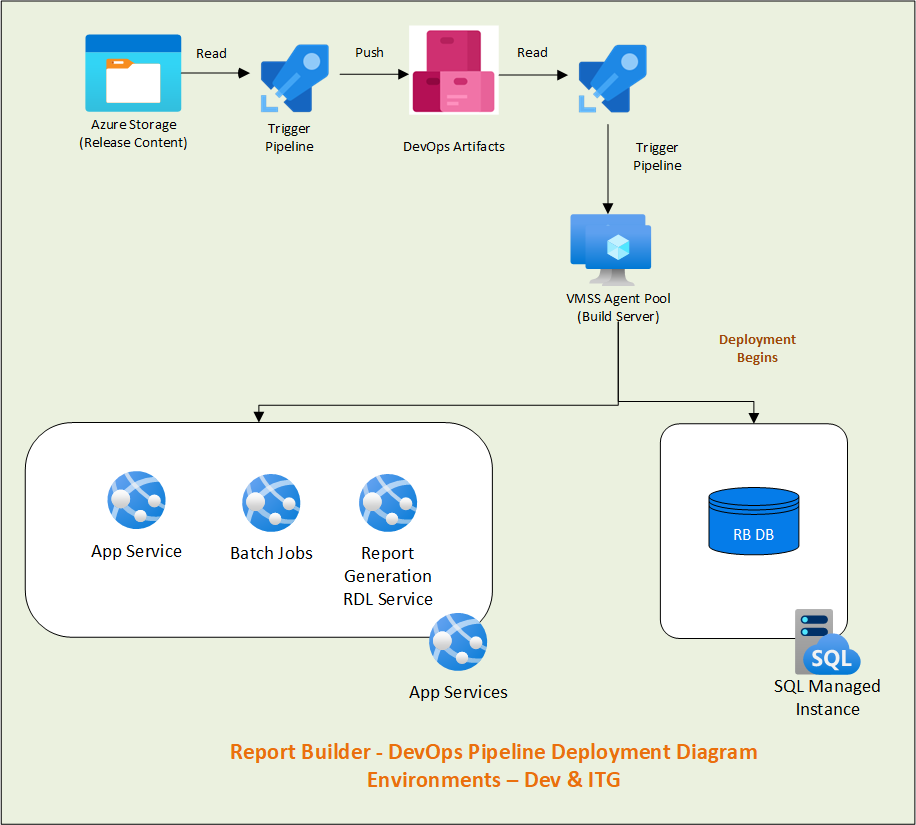 Read
Push
Read
Azure Storage
(Release Content)
Trigger
Pipeline
DevOps Artifacts
Trigger
Pipeline
VMSS Agent Pool
(Build Server)
Deployment
Begins
App Service
Batch Jobs
Report
Generation
RDL Service
RB DB
SQL
App Services
SQL Managed
Instance
Report Builder - DevOps Pipeline Deployment Diagram
Environments – Dev & ITG